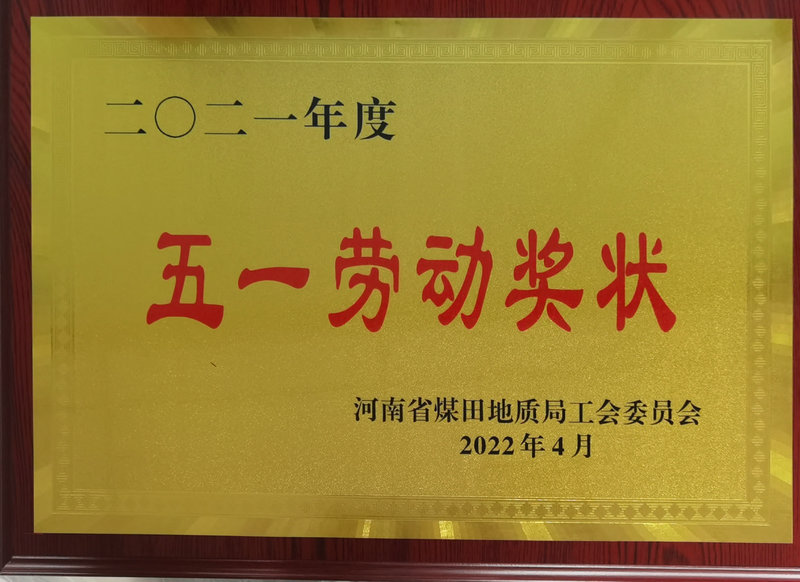 二〇二一年度
五一劳动奖状
河南省煤田地质局工会委员会
2022年4月